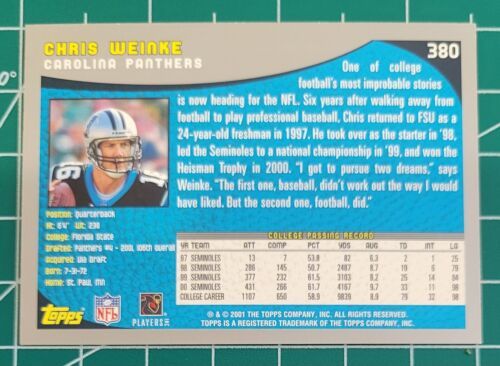 CHRIS WEINKE
CAROLINA PANTHERS
380
One of college
football's most improbable stories
is now heading for the NFL. Six years after walking away from
football to play professional baseball, Chris returned to FSU as a
24-year-old freshman in 1997. He took over as the starter in '98,
led the Seminoles to a national championship in '99, and won the
Heisman Trophy in 2000. "I got to pursue two dreams," says
Weinke. "The first one, baseball, didn't work out the way I would
have liked. But the second one, football, did."
Position: Quarterback
Ht: 6'4" Wt: 238
College: Florida State
Drafted: Panthers #4 - 2001, 106th overall
Acquired: Via Draft
Born: 7-31-72
Home: St. Paul, MN
COLLEGE PASSING RECORD
YR TEAM ATT COMP PCT YDS AVG TD INT LG
97 SEMINOLES 13 7 53.8 82 6.3 2 1 25
98 SEMINOLES 286 145 50.7 2487 8.7 19 6 79
99 SEMINOLES 377 232 61.5 3103 8.2 25 14
00 SEMINOLES 431 266 61.7 4167 9.7 33 11 98
COLLEGE CAREER 1107 650 58.9 9839 8.9 79 32 98
Topps
NFL
PLAYERS INC
® & © 2001 THE TOPPS COMPANY, INC. ALL RIGHTS RESERVED.
TOPPS IS A REGISTERED TRADEMARK OF THE TOPPS COMPANY, INC.